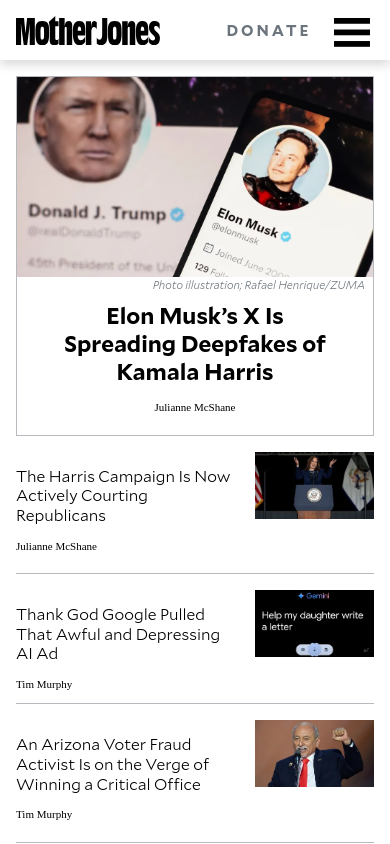 Mother Jones
DONATE
Donald J. Trump
@realDonaldTrump
45th President of the Uni
Elon Musk
@elonmusk
Joined June 200
129
Photo illustration; Rafael Henrique/ZUMA
Elon Musk’s X Is
Spreading Deepfakes of
Kamala Harris
Julianne McShane
The Harris Campaign Is Now
Actively Courting
Republicans
Julianne McShane
Thank God Google Pulled
That Awful and Depressing
AI Ad
Tim Murphy
Gemini
Help my daughter write
a letter
An Arizona Voter Fraud
Activist Is on the Verge of
Winning a Critical Office
Tim Murphy